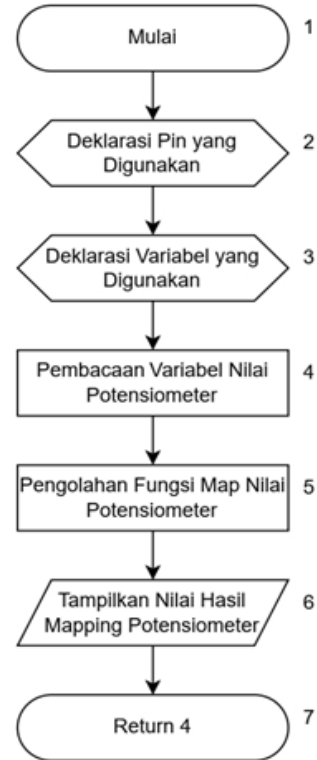 Mulai
1
Deklarasi Pin yang
Digunakan
2
Deklarasi Variabel yang
Digunakan
3
Pembacaan Variabel Nilai
Potensiometer
4
Pengolahan Fungsi Map Nilai
Potensiometer
5
Tampilkan Nilai Hasil
Mapping Potensiometer
6
Return 4
7